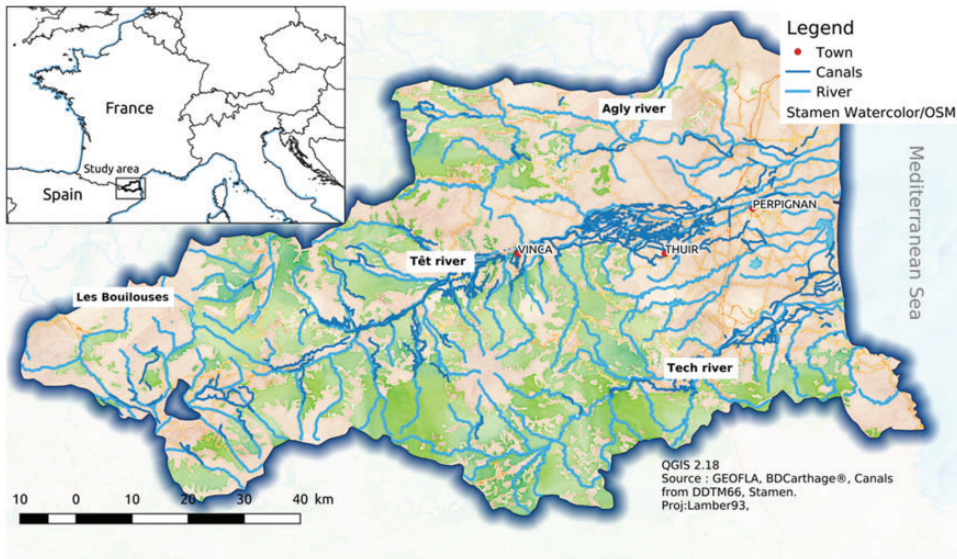 France
Study area
Spain
Legend
Town
Canals
River
Stamen Watercolor/OSM
Agly river
Mediterranean Sea
PERPIGNAN
VINCA
THUIR
Têt river
Les Bouilouses
Tech river
QGIS 2.18
Source : GEOFLA, BDCarthage®, Canals
from DDTM66, Stamen.
Proj:Lamber93,
10 0 10 20 30 40 km